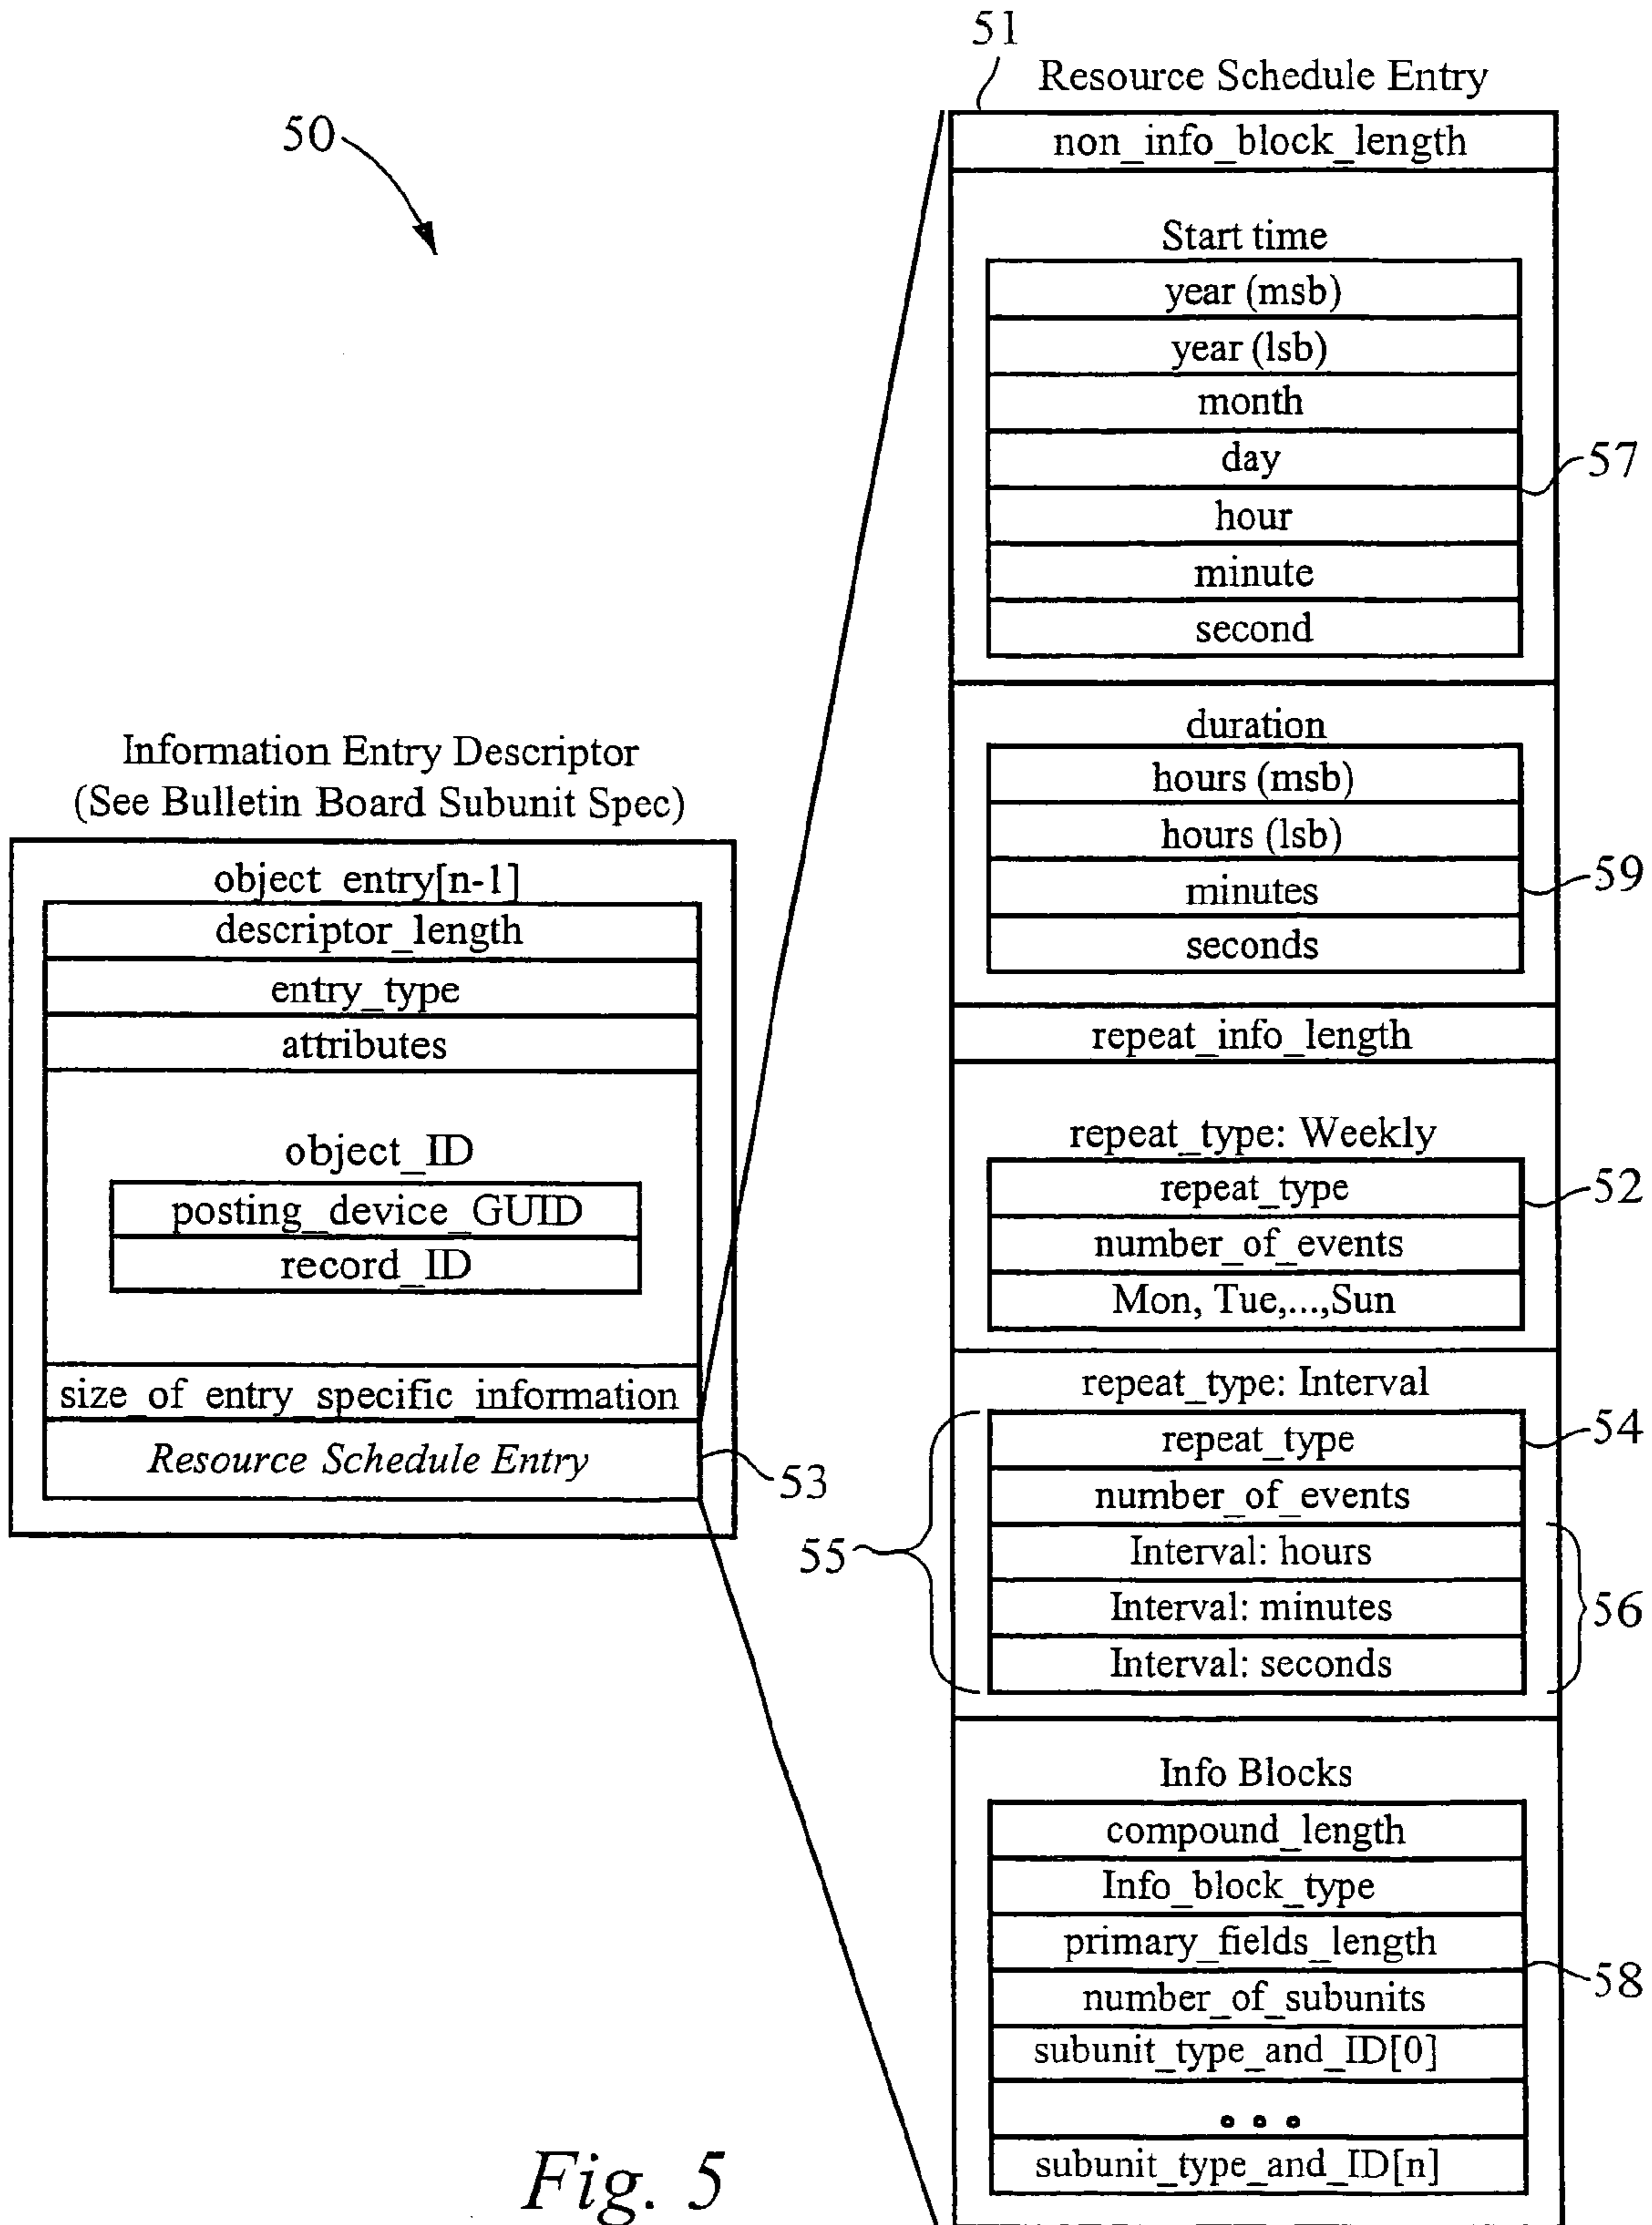 51
Resource Schedule Entry
50
non_info_block_length
Start time
year (msb)
year (lsb)
month
day
57
hour
minute
second
duration
hours (msb)
hours (lsb)
minutes
59
seconds
repeat_info_length
repeat_type: Weekly
repeat_type
52
number_of_events
Mon, Tue,...,Sun
repeat_type: Interval
repeat_type
54
number_of_events
55
Interval: hours
Interval: minutes
56
Interval: seconds
Info Blocks
compound_length
Info_block_type
primary_fields_length
58
number_of_subunits
subunit_type_and_ID[0]
• • •
subunit_type_and_ID[n]
Information Entry Descriptor
(See Bulletin Board Subunit Spec)
object_entry[n-1]
descriptor_length
entry_type
attributes
object_ID
posting_device_GUID
record_ID
size_of_entry_specific_information
Resource Schedule Entry
53
Fig. 5